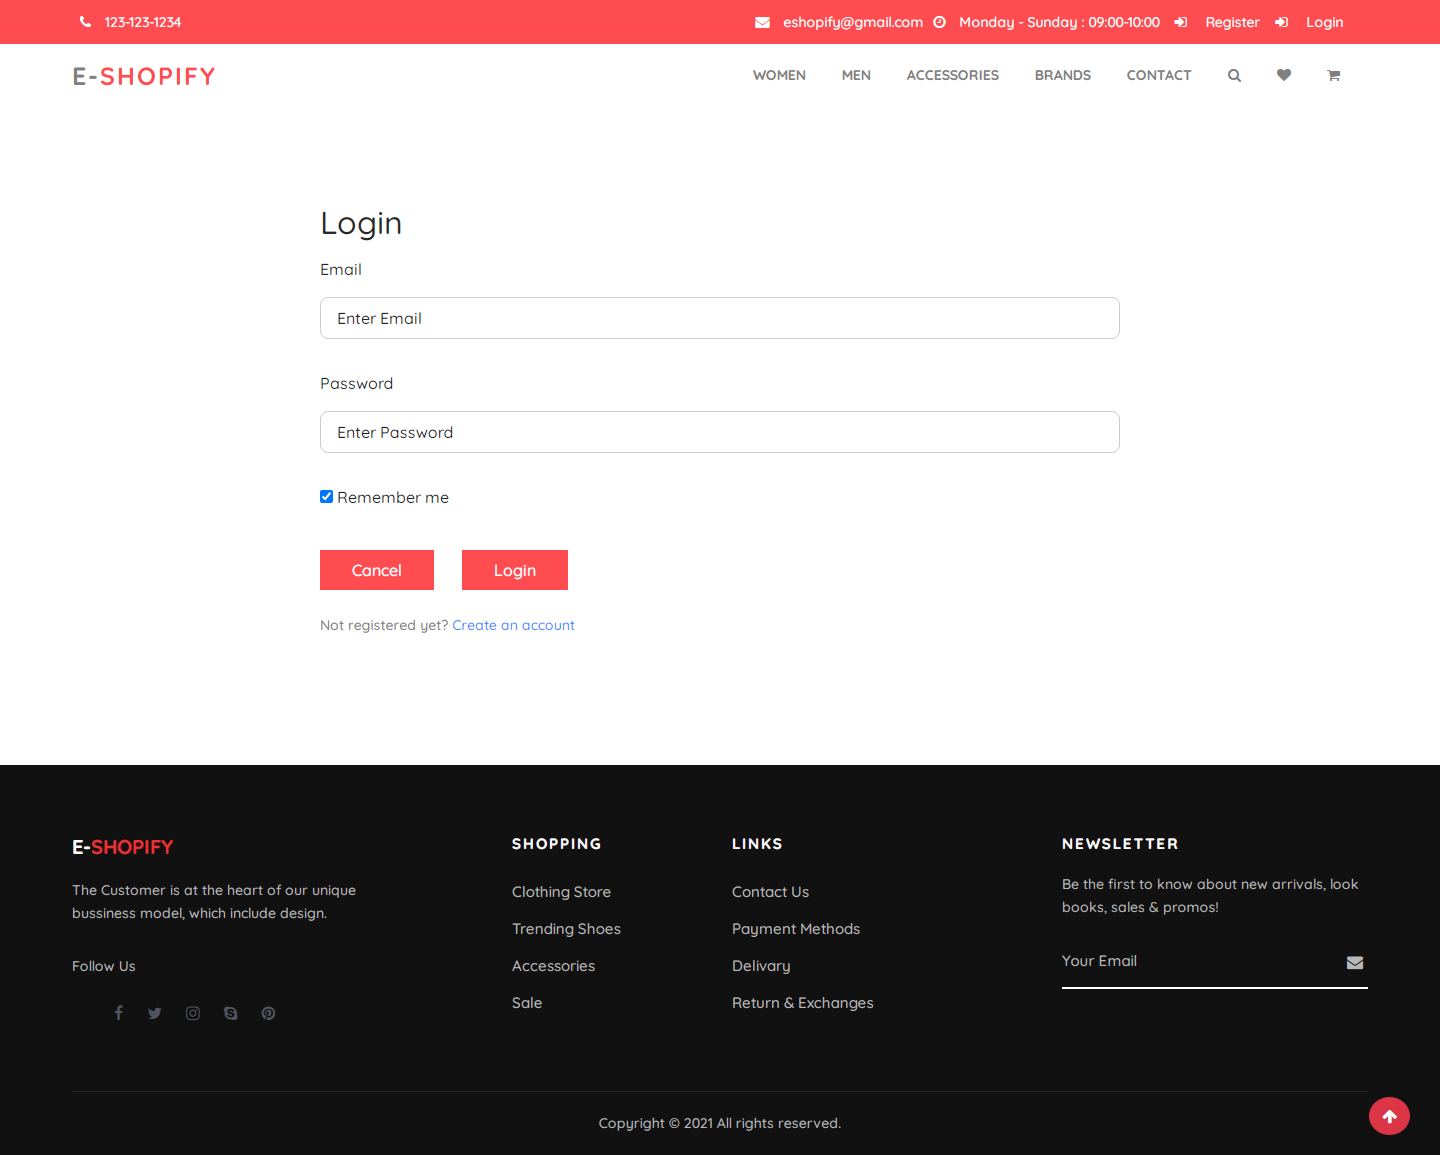 123-123-1234
eshopify@gmail.com Monday - Sunday : 09:00-10:00 Register Login
E-SHOPIFY
WOMEN MEN ACCESSORIES BRANDS CONTACT
Login
Email
Enter Email
Password
Enter Password
Remember me
Cancel Login
Not registered yet? Create an account
E-SHOPIFY
The Customer is at the heart of our unique
bussiness model, which include design.
Follow Us
SHOPPING
Clothing Store
Trending Shoes
Accessories
Sale
LINKS
Contact Us
Payment Methods
Delivary
Return & Exchanges
NEWSLETTER
Be the first to know about new arrivals, look
books, sales & promos!
Your Email
Copyright © 2021 All rights reserved.